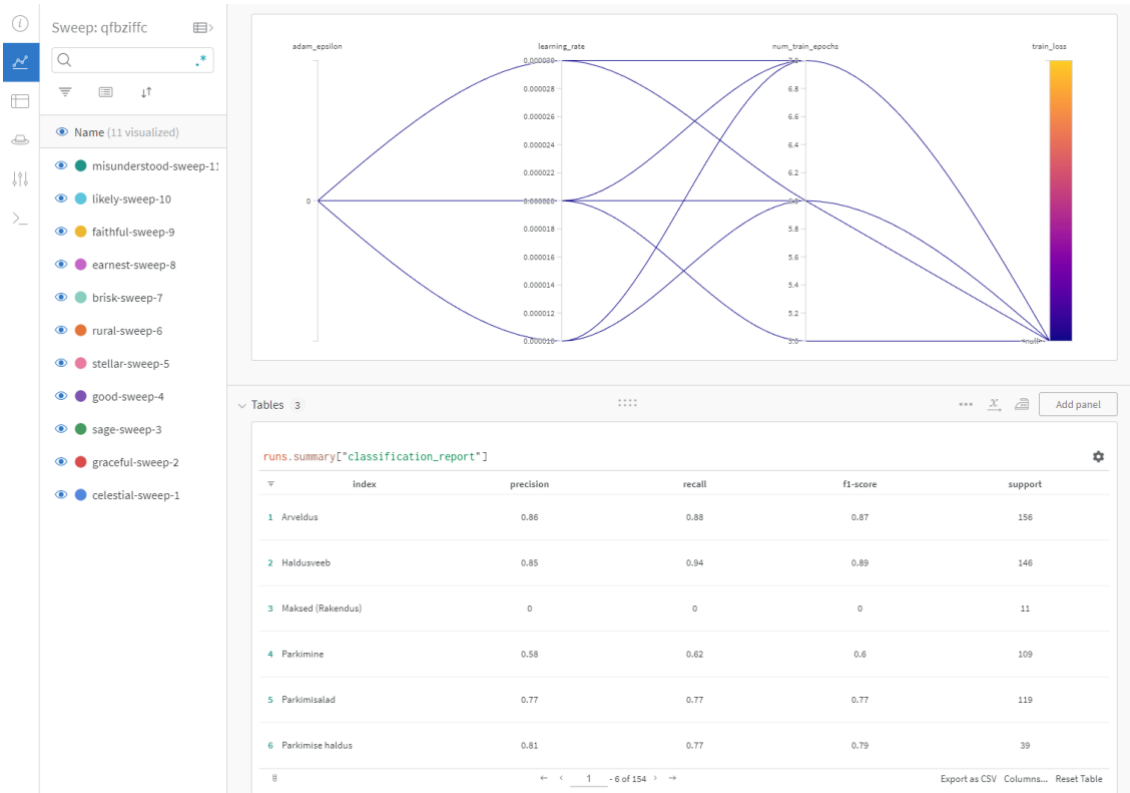 Sweep: qfbziffc
Name (11 visualized)
misunderstood-sweep-11
likely-sweep-10
faithful-sweep-9
earnest-sweep-8
brisk-sweep-7
rural-sweep-6
stellar-sweep-5
good-sweep-4
sage-sweep-3
graceful-sweep-2
celestial-sweep-1
adam_epsilon learning_rate num_train_epochs train_loss
0
0.000030
0.000028
0.000026
0.000024
0.000022
0.000020
0.000018
0.000016
0.000014
0.000012
0.000010
7.0
6.8
6.6
6.4
6.2
6.0
5.8
5.6
5.4
5.2
5.0
<null>
Tables 3
Add panel
runs.summary["classification_report"]
index precision recall f1-score support
1 Arveldus 0.86 0.88 0.87 156
2 Haldusveeb 0.85 0.94 0.89 146
3 Maksed (Rakendus) 0 0 0 11
4 Parkimine 0.58 0.62 0.6 109
5 Parkimisalad 0.77 0.77 0.77 119
6 Parkimise haldus 0.81 0.77 0.79 39
← < 1 - 6 of 154 > → Export as CSV Columns... Reset Table